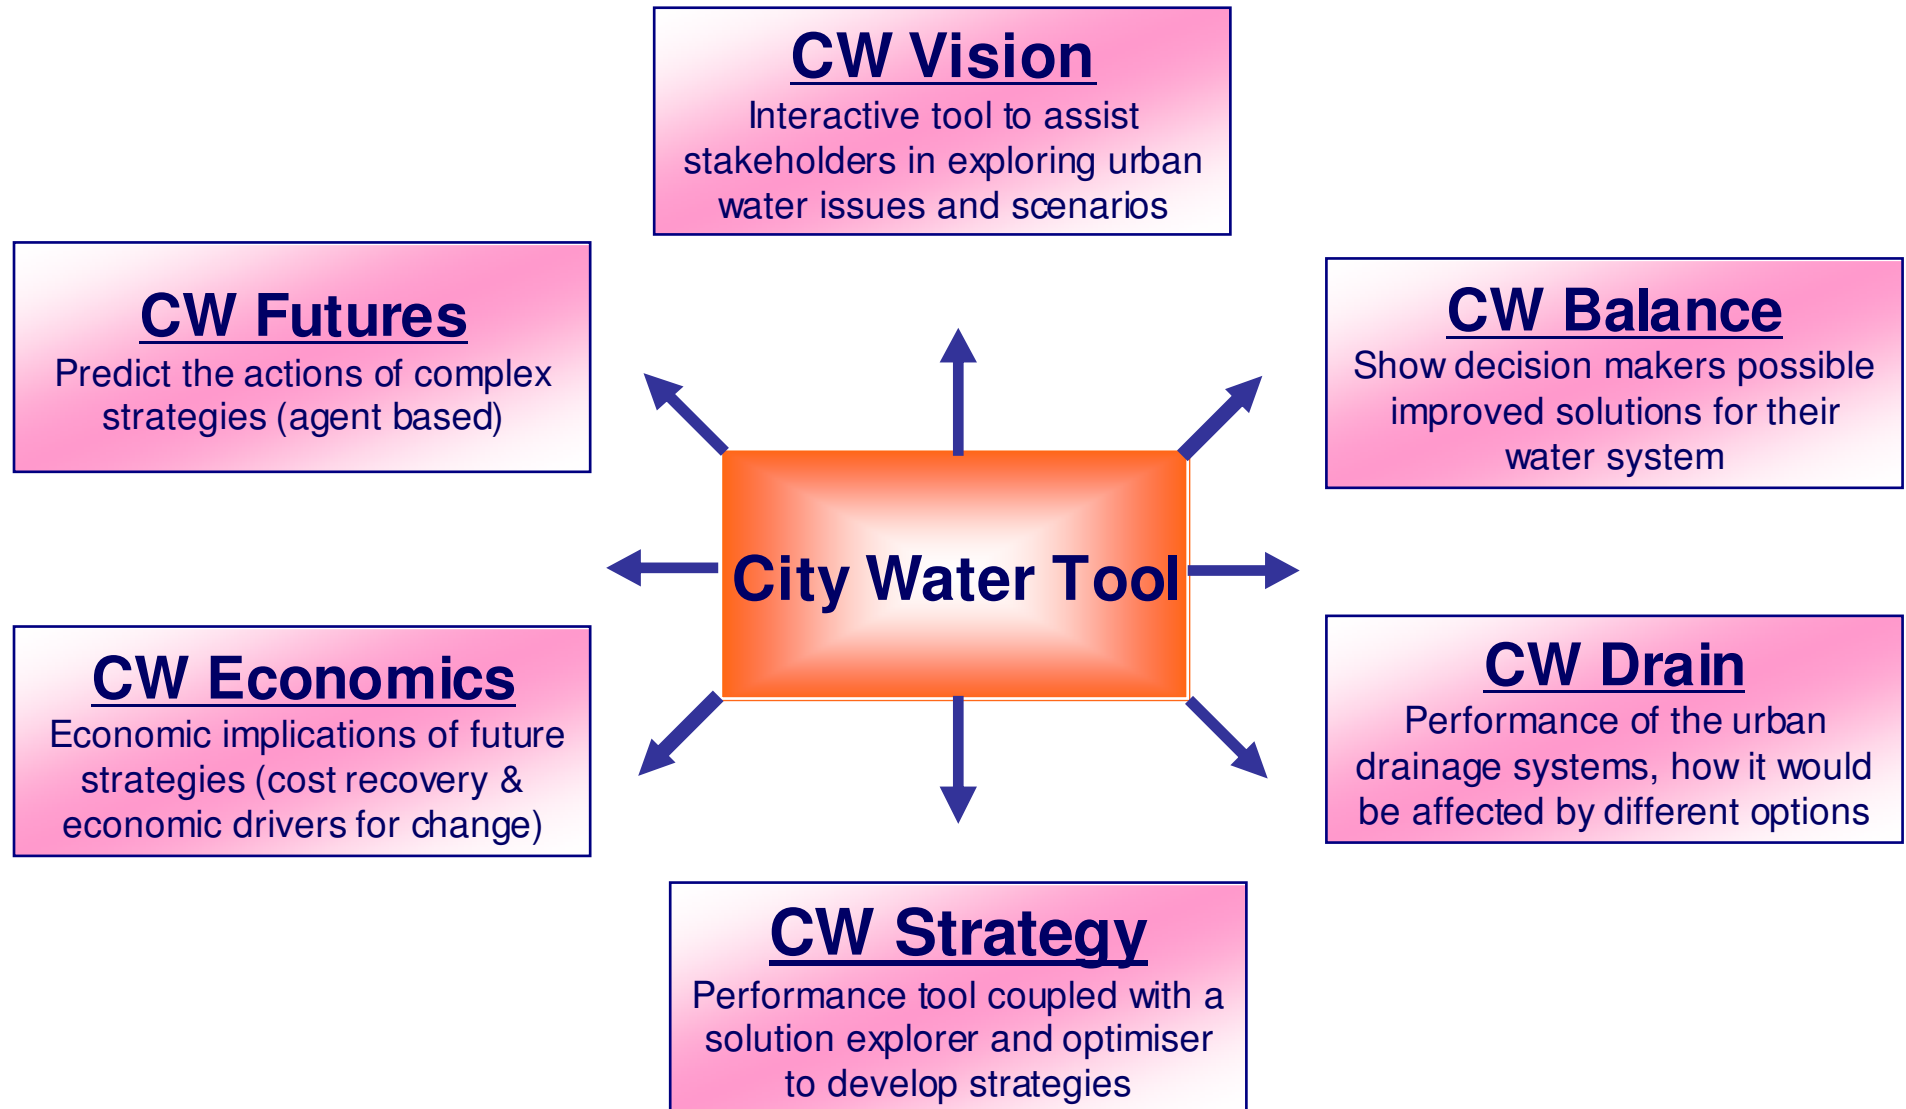 CW Vision
Interactive tool to assist
stakeholders in exploring urban
water issues and scenarios
CW Futures
Predict the actions of complex
strategies (agent based)
CW Balance
Show decision makers possible
improved solutions for their
water system
City Water Tool
CW Economics
Economic implications of future
strategies (cost recovery &
economic drivers for change)
CW Drain
Performance of the urban
drainage systems, how it would
be affected by different options
CW Strategy
Performance tool coupled with a
solution explorer and optimiser
to develop strategies